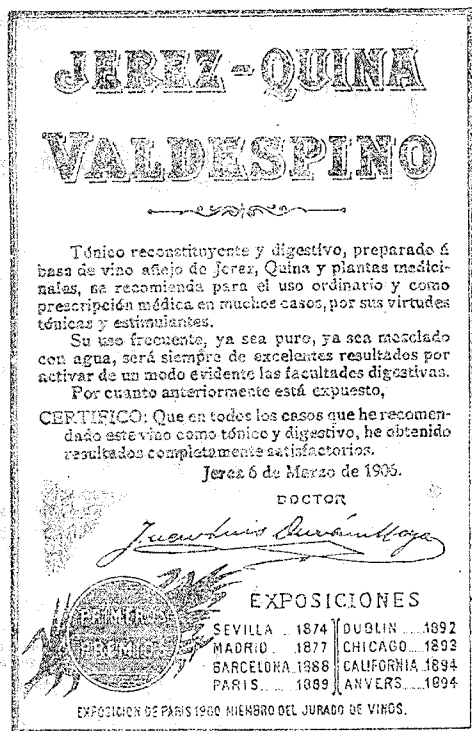 JEREZ-QUINA
VALDESPINO
Tónico reconstituyente y digestivo, preparado á
base de vino añejo de Jerez, Quina y plantas medici-
nales, se recomienda para el uso ordinario y como
prescripción médica en muchos casos, por sus virtudes
tónicas y estimulantes.
Su uso frecuente, ya sea puro, ya sea mezclado
con agua, será siempre de excelentes resultados por
activar de un modo evidente las facultades digestivas.
Por cuanto anteriormente está expuesto,
CERTIFICO: Que en todos los casos que he recomen-
dado este vino como tónico y digestivo, he obtenido
resultados completamente satisfactorios.
Jerez 6 de Marzo de 1906.
DOCTOR
Juan Luis Durán Moya
PRIMEROS
PREMIOS
EXPOSICIONES
SEVILLA .. 1874 DUBLIN ......1892
MADRID . 1877 CHICAGO ....1893
BARCELONA.1888 CALIFORNIA .1894
PARIS..... 1889 ANVERS.....1894
EXPOSICION DE PARIS 1900 MIEMBRO DEL JURADO DE VINOS.